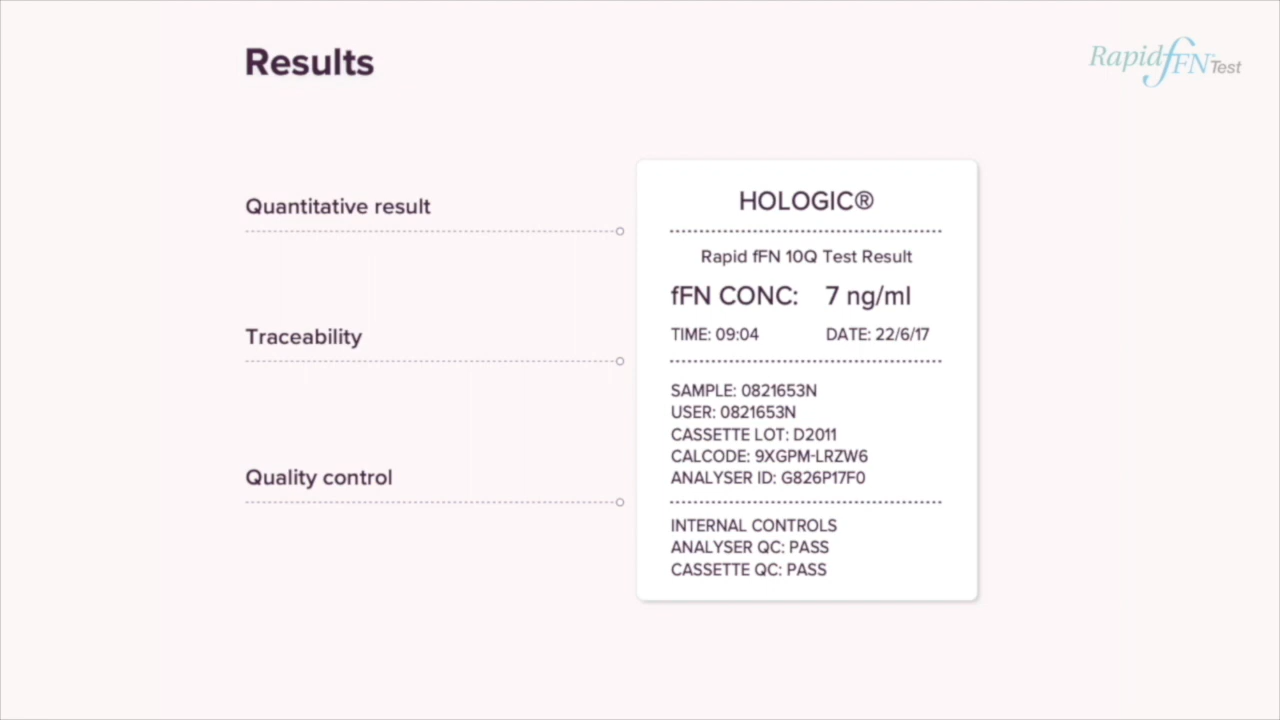 Results
Rapid fFN Test
Quantitative result
Traceability
Quality control
HOLOGIC®
Rapid fFN 10Q Test Result
fFN CONC: 7 ng/ml
TIME: 09:04 DATE: 22/6/17
SAMPLE: 0821653N
USER: 0821653N
CASSETTE LOT: D2011
CALCODE: 9XGPM-LRZW6
ANALYSER ID: G826P17F0
INTERNAL CONTROLS
ANALYSER QC: PASS
CASSETTE QC: PASS